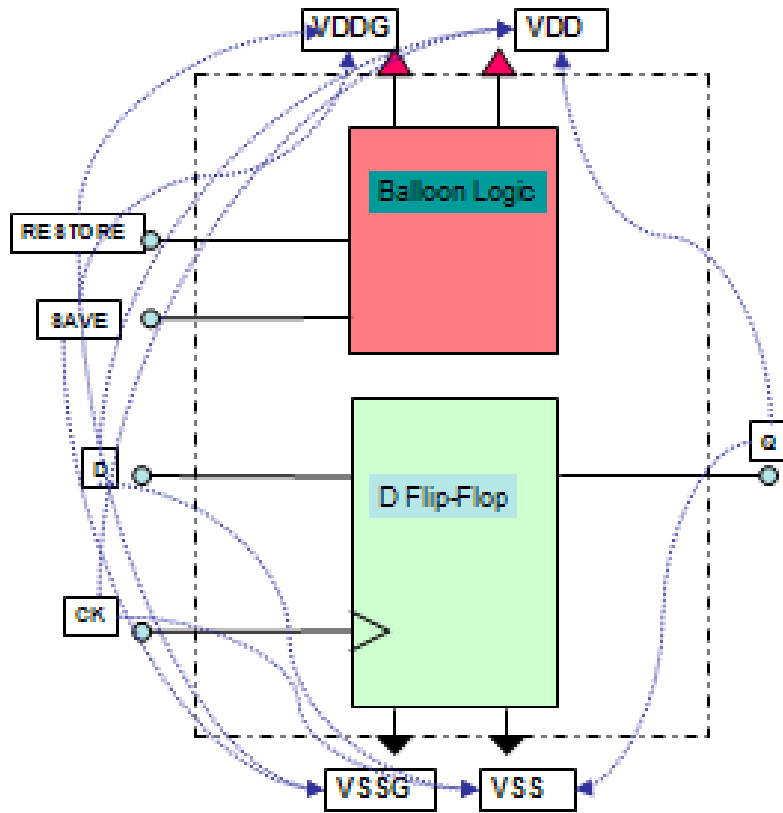 VDDG
VDD
Balloon Logic
RESTORE
SAVE
D
Q
D Flip-Flop
CK
VSSG
VSS